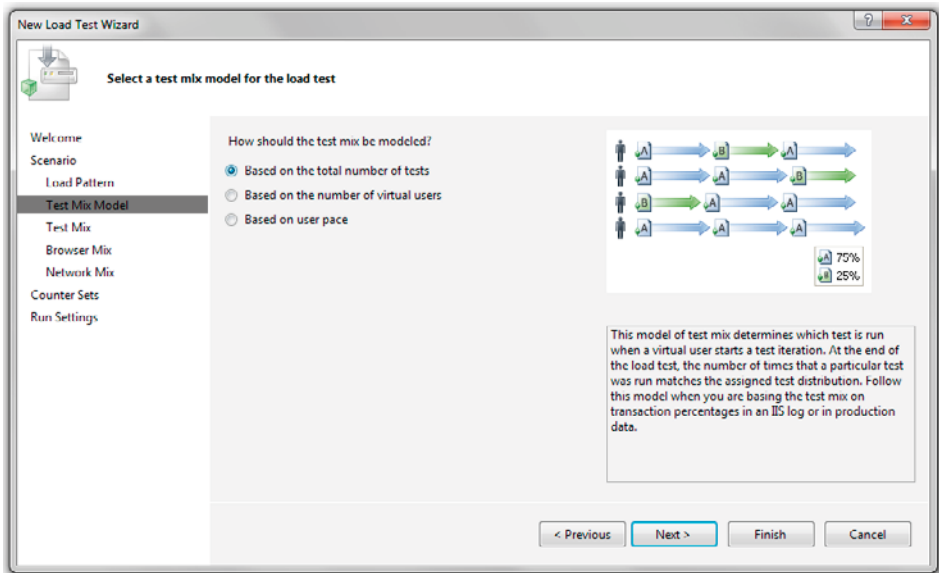 New Load Test Wizard
Select a test mix model for the load test
Welcome
Scenario
Load Pattern
Test Mix Model
Test Mix
Browser Mix
Network Mix
Counter Sets
Run Settings
How should the test mix be modeled?
Based on the total number of tests
Based on the number of virtual users
Based on user pace
A B A
A A B
B A A
A A A
A 75%
B 25%
This model of test mix determines which test is run
when a virtual user starts a test iteration. At the end of
the load test, the number of times that a particular test
was run matches the assigned test distribution. Follow
this model when you are basing the test mix on
transaction percentages in an IIS log or in production
data.
< Previous Next > Finish Cancel